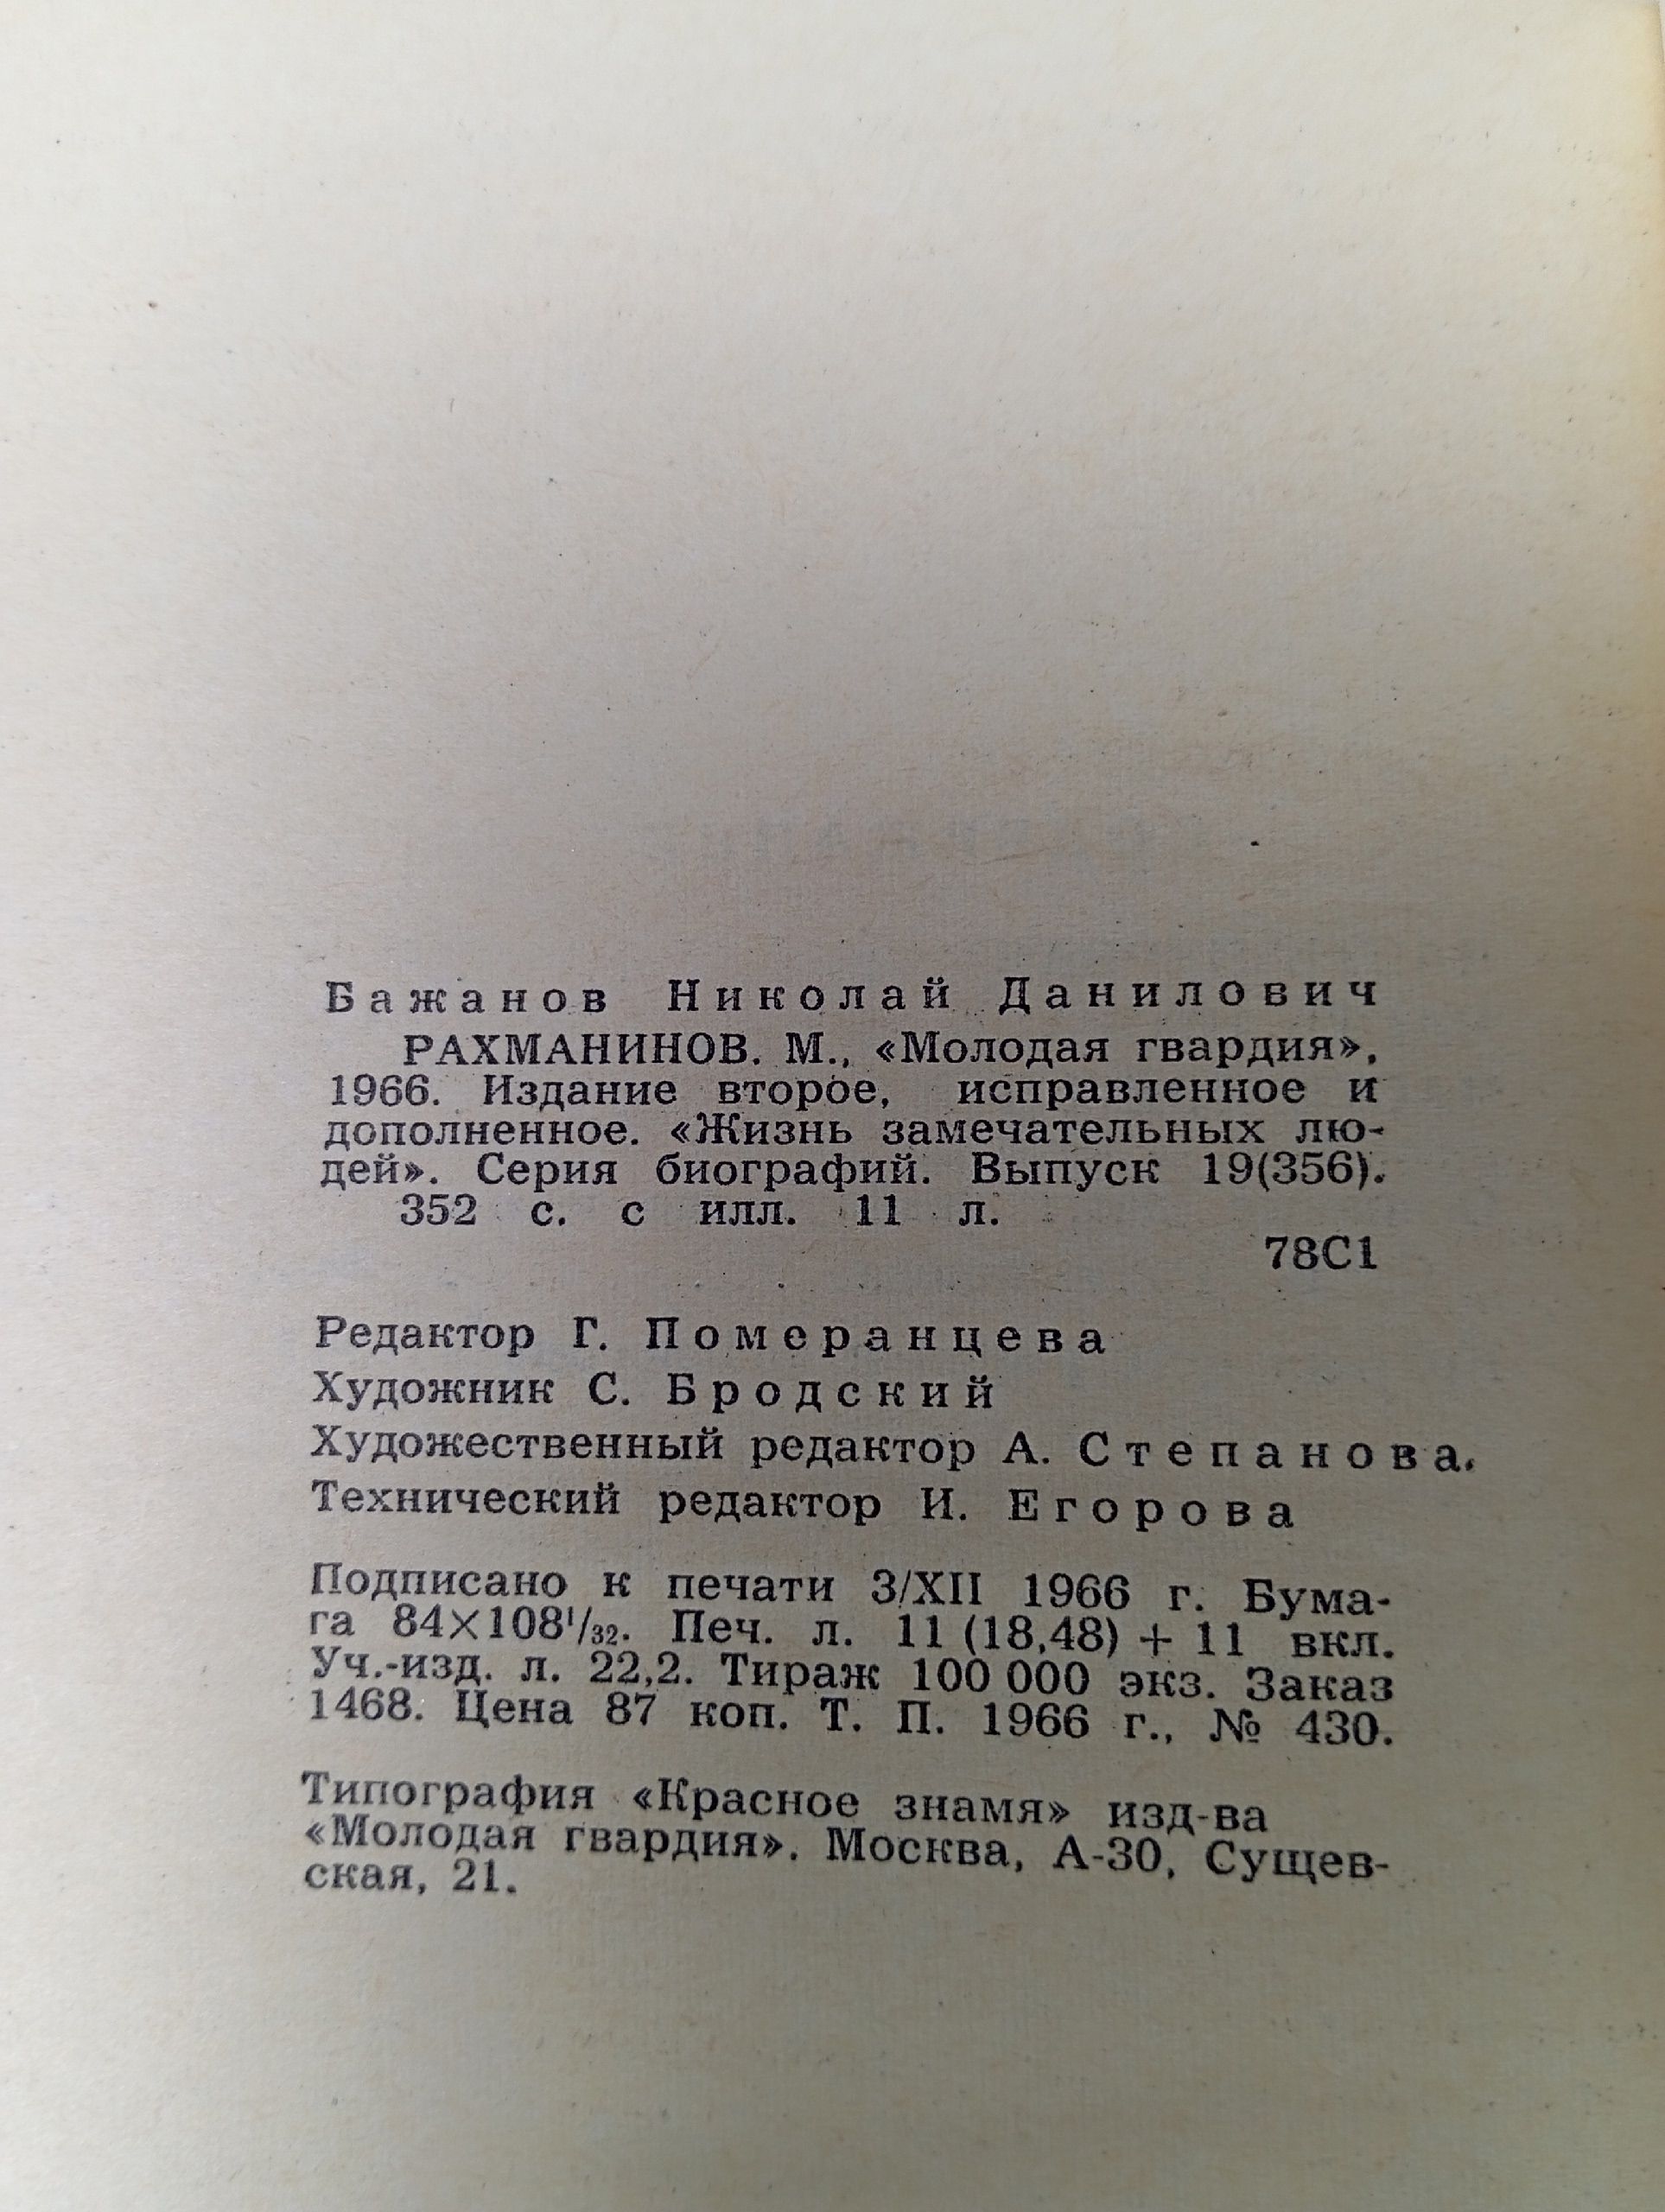 Бажанов Николай Данилович
РАХМАНИНОВ. М., «Молодая гвардия»,
1966. Издание второе, исправленное и
дополненное. «Жизнь замечательных лю-
дей». Серия биографий. Выпуск 19(356).
352 с. с илл. 11 л.
78С1
Редактор Г. Померанцева
Художник С. Бродский
Художественный редактор А. Степанова.
Технический редактор И. Егорова
Подписано к печати 3/XII 1966 г. Бума-
га 84×108¹/₃₂. Печ. л. 11 (18,48) + 11 вкл.
Уч.-изд. л. 22,2. Тираж 100 000 экз. Заказ
1468. Цена 87 коп. Т. П. 1966 г., № 430.
Типография «Красное знамя» изд-ва
«Молодая гвардия». Москва, А-30, Сущев-
ская, 21.